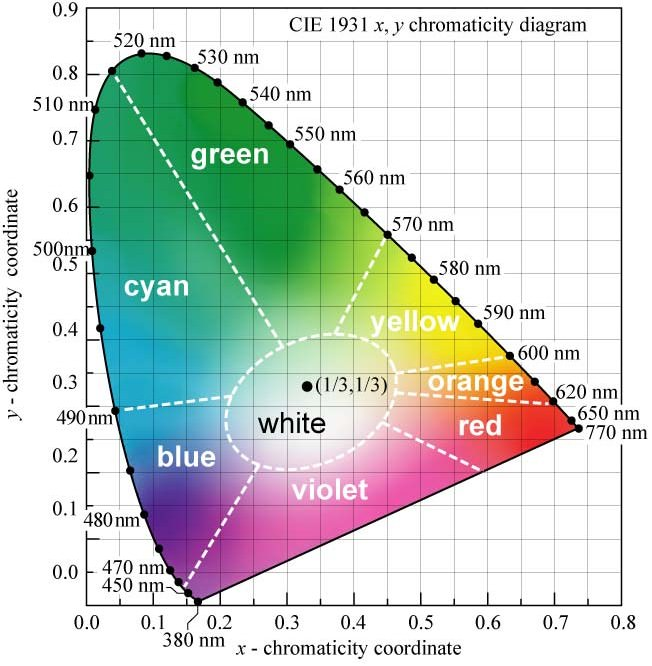 CIE 1931 x, y chromaticity diagram
0.9
520 nm
530 nm
0.8
540 nm
510 nm
550 nm
0.7
green
560 nm
0.6
570 nm
500nm
0.5
580 nm
cyan
590 nm
yellow
0.4
600 nm
(1/3,1/3)
0.3
orange
620 nm
490nm
650 nm
white
red
770 nm
0.2
blue
violet
480nm
0.1
470 nm
0.0
450 nm
0.0 0.1 0.2 0.3 0.4 0.5 0.6 0.7 0.8
380 nm
x - chromaticity coordinate
y - chromaticity coordinate